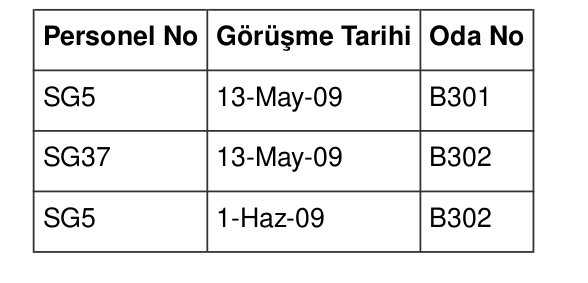 Personel No Görüşme Tarihi Oda No
SG5 13-May-09 B301
SG37 13-May-09 B302
SG5 1-Haz-09 B302